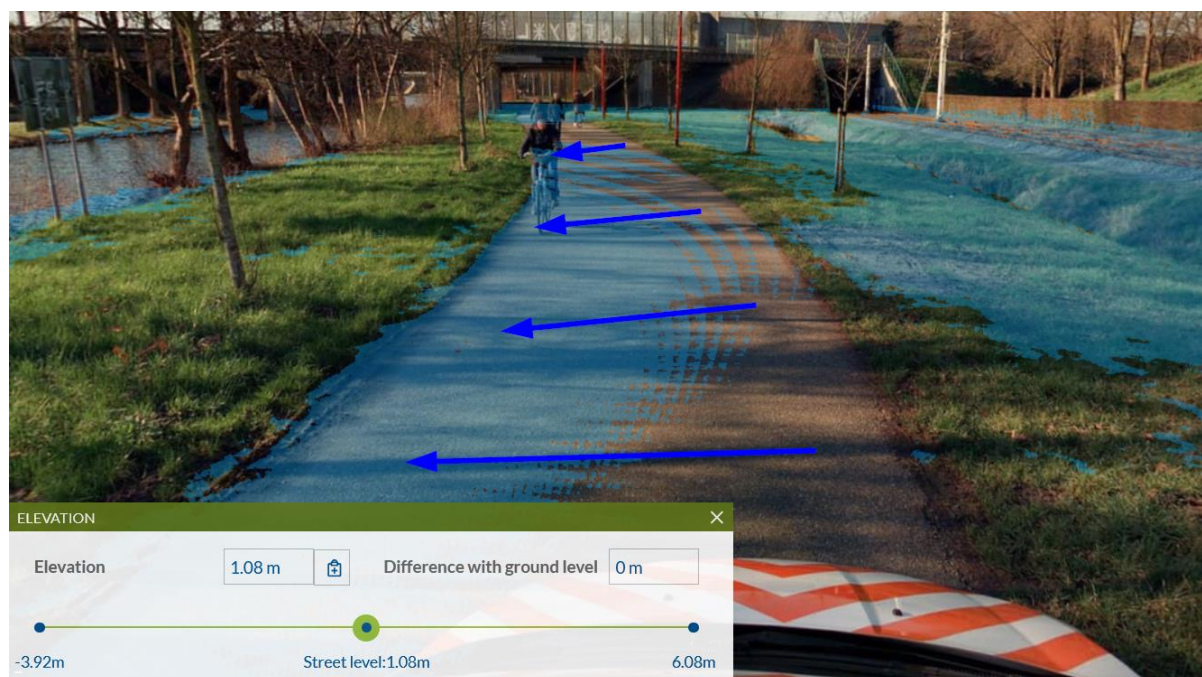 ELEVATION
Elevation 1.08 m Difference with ground level 0 m
-3.92m Street level:1.08m 6.08m